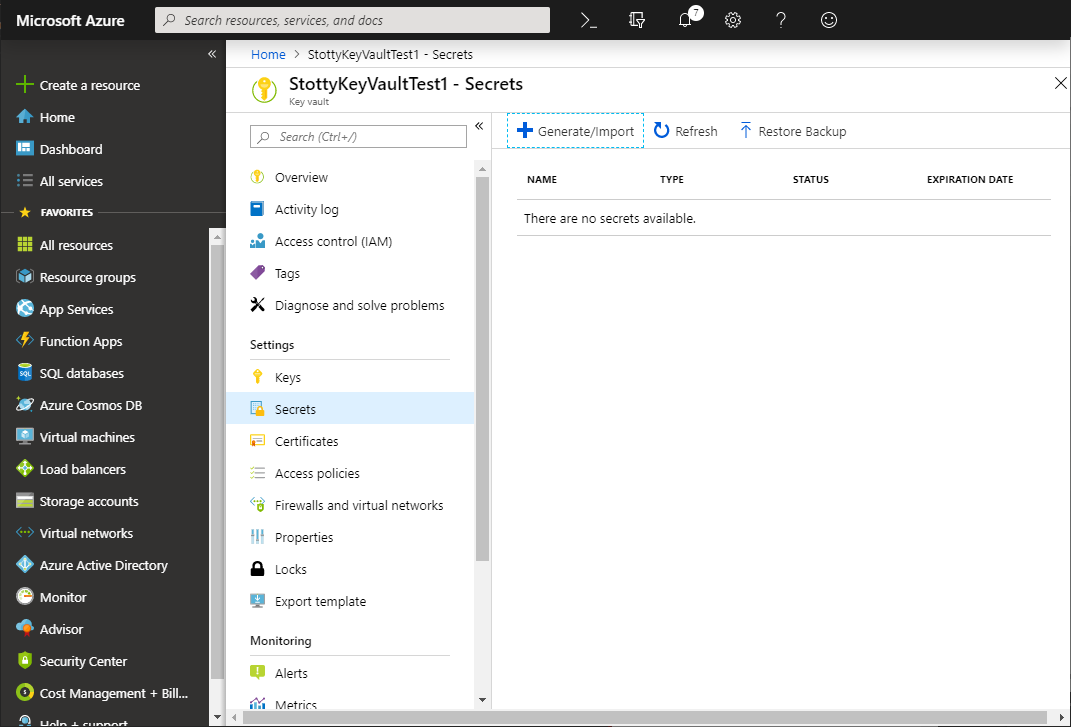 Microsoft Azure
Search resources, services, and docs
7
Create a resource
Home
Dashboard
All services
FAVORITES
All resources
Resource groups
App Services
Function Apps
SQL databases
Azure Cosmos DB
Virtual machines
Load balancers
Storage accounts
Virtual networks
Azure Active Directory
Monitor
Advisor
Security Center
Cost Management + Bill...
Help + support
Home > StottyKeyVaultTest1 - Secrets
StottyKeyVaultTest1 - Secrets
Key vault
Search (Ctrl+/)
Overview
Activity log
Access control (IAM)
Tags
Diagnose and solve problems
Settings
Keys
Secrets
Certificates
Access policies
Firewalls and virtual networks
Properties
Locks
Export template
Monitoring
Alerts
Metrics
Generate/Import Refresh Restore Backup
NAME TYPE STATUS EXPIRATION DATE
There are no secrets available.